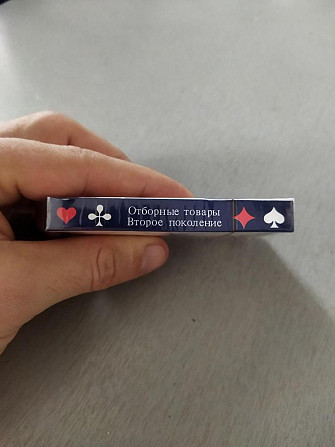 Отборные товары
Второе поколение